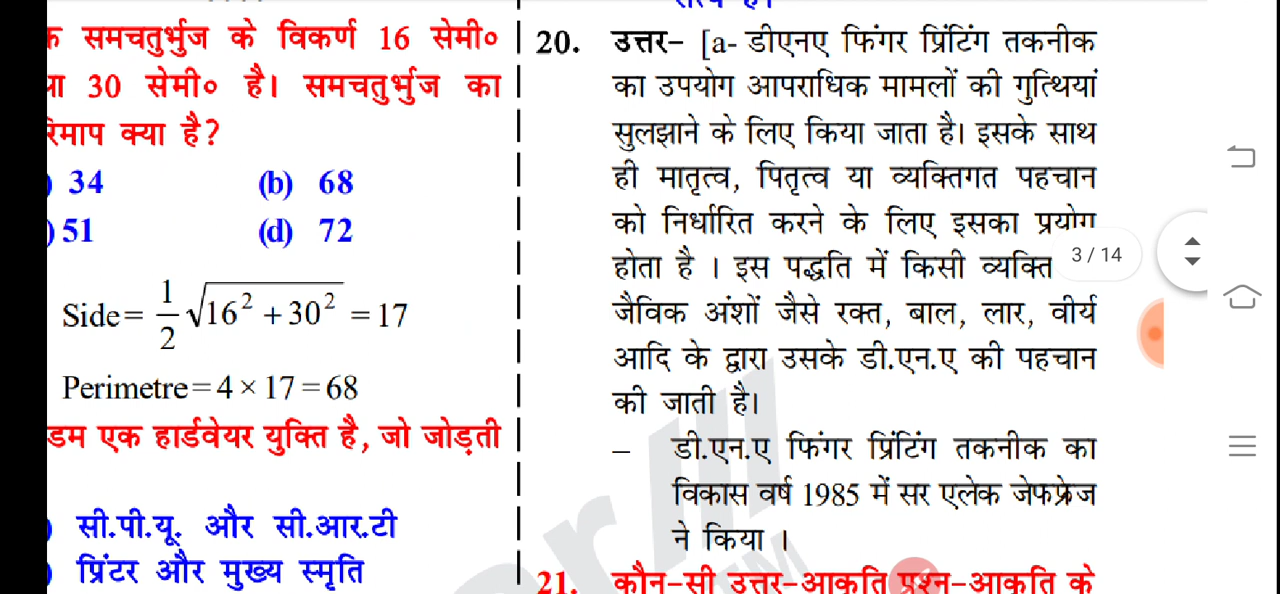 समचतुर्भुज के विकर्ण 16 सेमी०
30 सेमी० है। समचतुर्भुज का
क्या है?
) 34 (b) 68
) 51 (d) 72
Side = 1/2 √(16² + 30²) = 17
Perimetre = 4 × 17 = 68
एक हार्डवेयर युक्ति है, जो जोड़ती
) सी.पी.यू. और सी.आर.टी
) प्रिंटर और मुख्य स्मृति
20. उत्तर– [a- डीएनए फिंगर प्रिंटिंग तकनीक
का उपयोग आपराधिक मामलों की गुत्थियां
सुलझाने के लिए किया जाता है। इसके साथ
ही मातृत्व, पितृत्व या व्यक्तिगत पहचान
को निर्धारित करने के लिए इसका प्रयोग
होता है । इस पद्धति में किसी व्यक्ति
जैविक अंशों जैसे रक्त, बाल, लार, वीर्य
आदि के द्वारा उसके डी.एन.ए की पहचान
की जाती है।
– डी.एन.ए फिंगर प्रिंटिंग तकनीक का
विकास वर्ष 1985 में सर एलेक जेफफ्रेज
ने किया ।
21. कौन-सी उत्तर-आकृति प्रश्न-आकृति के
3 / 14